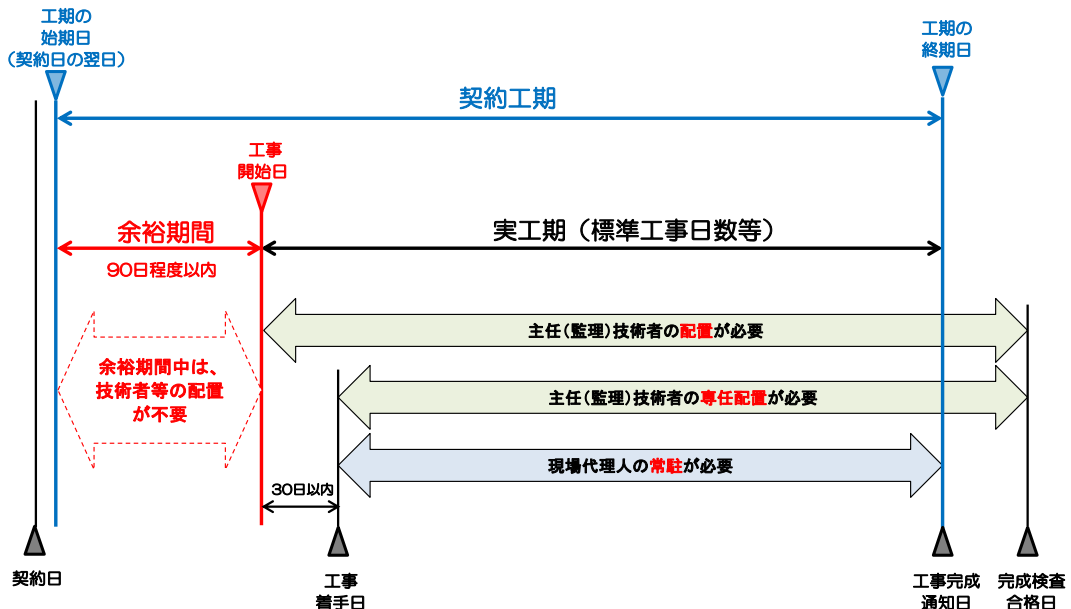 工期の
始期日
（契約日の翌日）
工期の
終期日
契約工期
工事
開始日
余裕期間
実工期（標準工事日数等）
90日程度以内
主任（監理）技術者の配置が必要
余裕期間中は、
技術者等の配置
が不要
主任（監理）技術者の専任配置が必要
現場代理人の常駐が必要
30日以内
契約日
工事
着手日
工事完成
通知日
完成検査
合格日